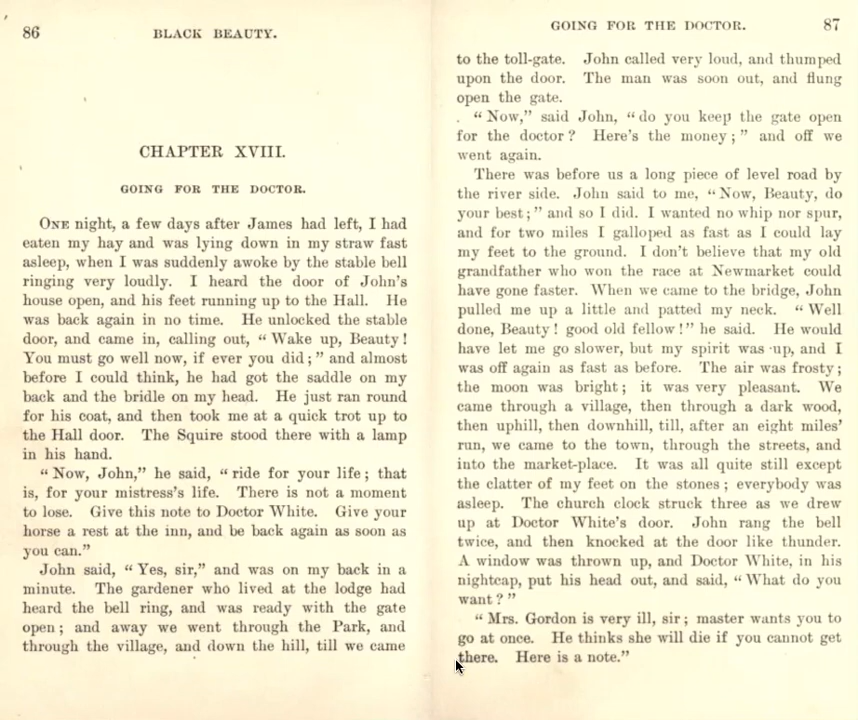 86
BLACK BEAUTY.
CHAPTER XVIII.
GOING FOR THE DOCTOR.
ONE night, a few days after James had left, I had
eaten my hay and was lying down in my straw fast
asleep, when I was suddenly awoke by the stable bell
ringing very loudly. I heard the door of John's
house open, and his feet running up to the Hall. He
was back again in no time. He unlocked the stable
door, and came in, calling out, "Wake up, Beauty!
You must go well now, if ever you did;" and almost
before I could think, he had got the saddle on my
back and the bridle on my head. He just ran round
for his coat, and then took me at a quick trot up to
the Hall door. The Squire stood there with a lamp
in his hand.
"Now, John," he said, "ride for your life; that
is, for your mistress's life. There is not a moment
to lose. Give this note to Doctor White. Give your
horse a rest at the inn, and be back again as soon as
you can."
John said, "Yes, sir," and was on my back in a
minute. The gardener who lived at the lodge had
heard the bell ring, and was ready with the gate
open; and away we went through the Park, and
through the village, and down the hill, till we came
GOING FOR THE DOCTOR.
87
to the toll-gate. John called very loud, and thumped
upon the door. The man was soon out, and flung
open the gate.
"Now," said John, "do you keep the gate open
for the doctor? Here's the money;" and off we
went again.
There was before us a long piece of level road by
the river side. John said to me, "Now, Beauty, do
your best;" and so I did. I wanted no whip nor spur,
and for two miles I galloped as fast as I could lay
my feet to the ground. I don't believe that my old
grandfather who won the race at Newmarket could
have gone faster. When we came to the bridge, John
pulled me up a little and patted my neck. "Well
done, Beauty! good old fellow!" he said. He would
have let me go slower, but my spirit was up, and I
was off again as fast as before. The air was frosty;
the moon was bright; it was very pleasant. We
came through a village, then through a dark wood,
then uphill, then downhill, till, after an eight miles'
run, we came to the town, through the streets, and
into the market-place. It was all quite still except
the clatter of my feet on the stones; everybody was
asleep. The church clock struck three as we drew
up at Doctor White's door. John rang the bell
twice, and then knocked at the door like thunder.
A window was thrown up, and Doctor White, in his
nightcap, put his head out, and said, "What do you
want?"
"Mrs. Gordon is very ill, sir; master wants you to
go at once. He thinks she will die if you cannot get
there. Here is a note."